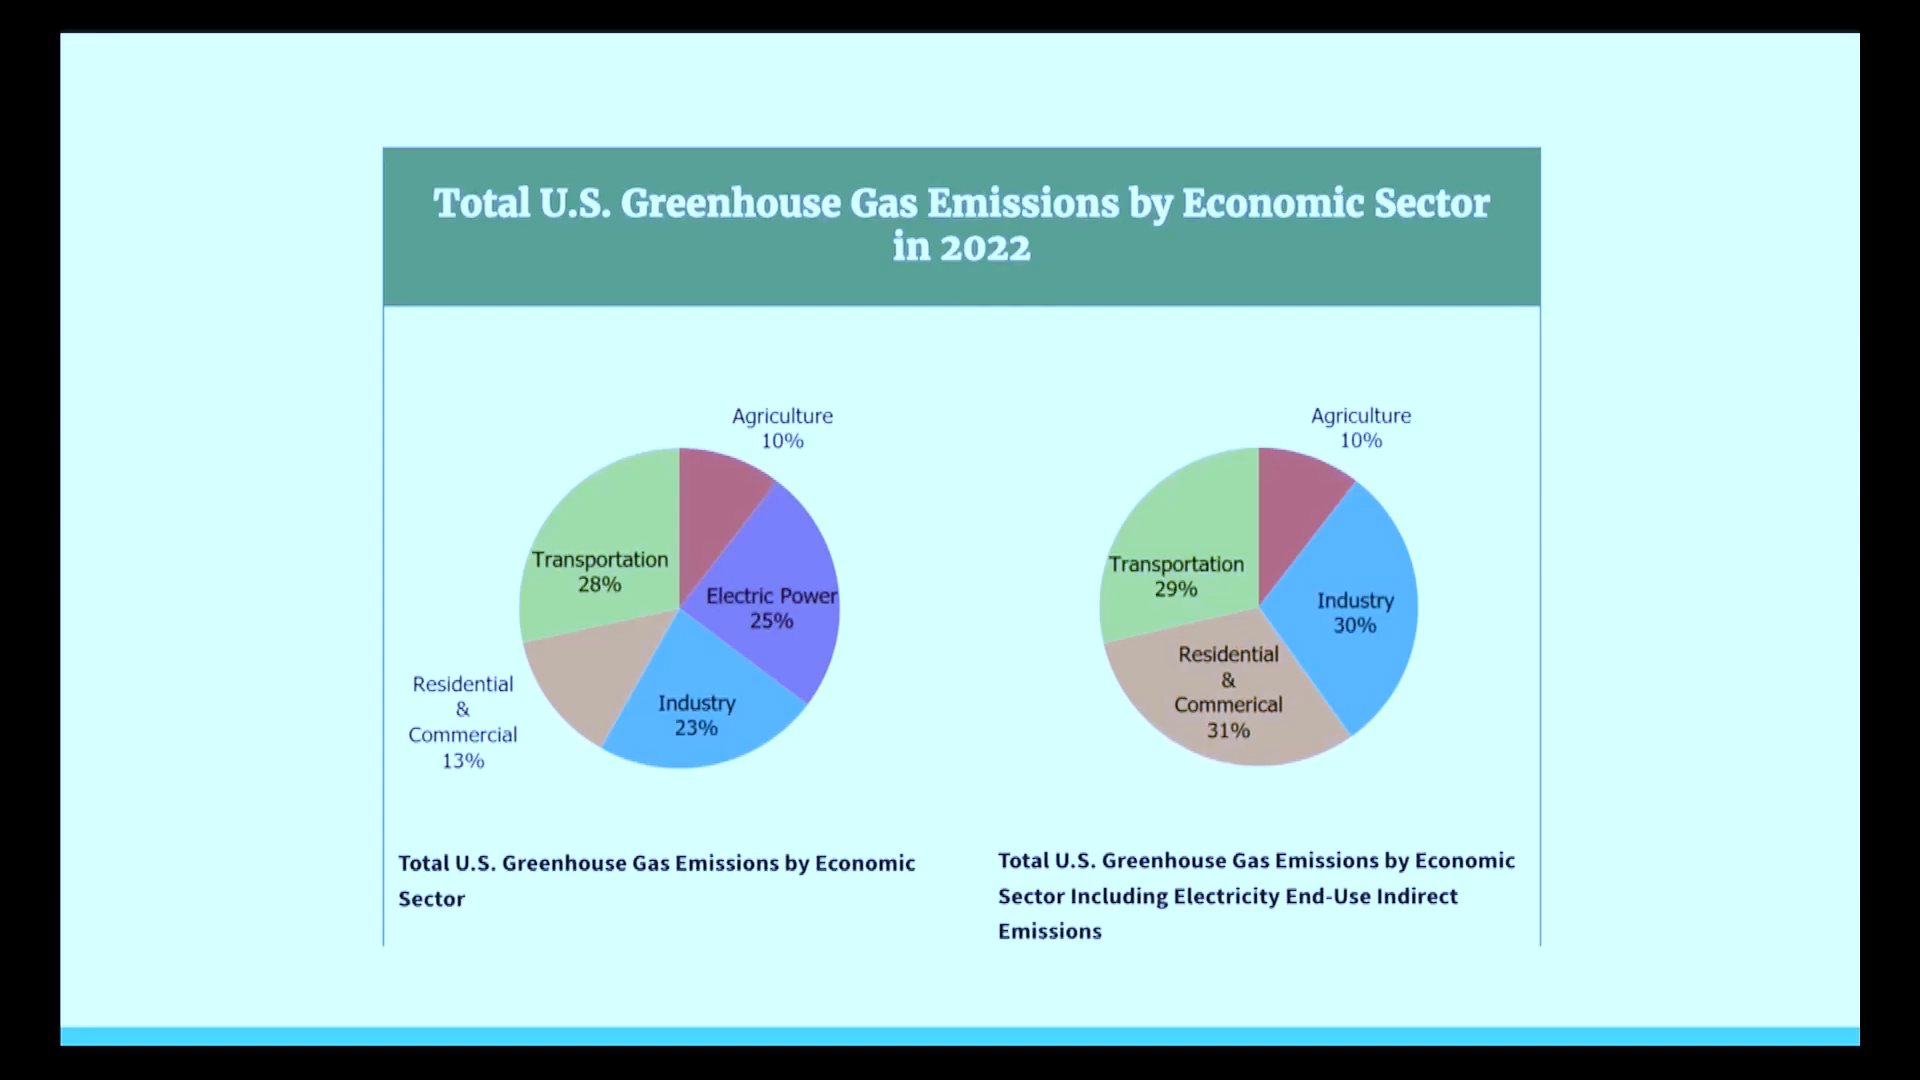 Total U.S. Greenhouse Gas Emissions by Economic Sector
in 2022
Agriculture
10%
Transportation
28%
Electric Power
25%
Residential
&
Commercial
13%
Industry
23%
Total U.S. Greenhouse Gas Emissions by Economic
Sector
Agriculture
10%
Transportation
29%
Industry
30%
Residential
&
Commerical
31%
Total U.S. Greenhouse Gas Emissions by Economic
Sector Including Electricity End-Use Indirect
Emissions